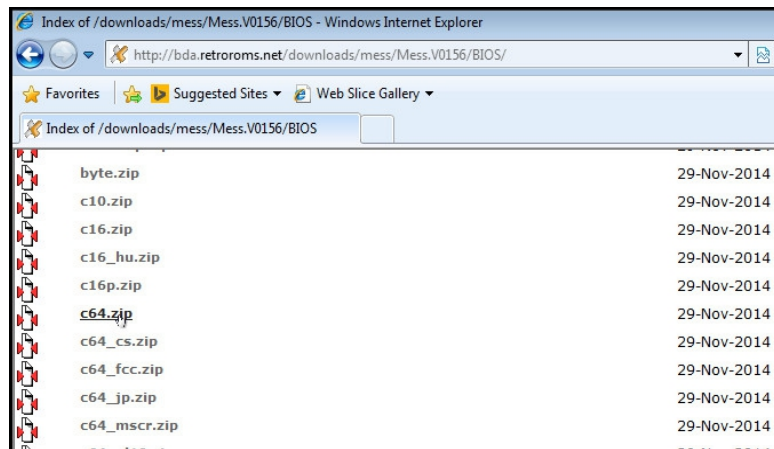 Index of /downloads/mess/Mess.V0156/BIOS - Windows Internet Explorer
http://bda.retroroms.net/downloads/mess/Mess.V0156/BIOS/
Favorites Suggested Sites Web Slice Gallery
Index of /downloads/mess/Mess.V0156/BIOS
byte.zip 29-Nov-2014
c10.zip 29-Nov-2014
c16.zip 29-Nov-2014
c16_hu.zip 29-Nov-2014
c16p.zip 29-Nov-2014
c64.zip 29-Nov-2014
c64_cs.zip 29-Nov-2014
c64_fcc.zip 29-Nov-2014
c64_jp.zip 29-Nov-2014
c64_mscr.zip 29-Nov-2014